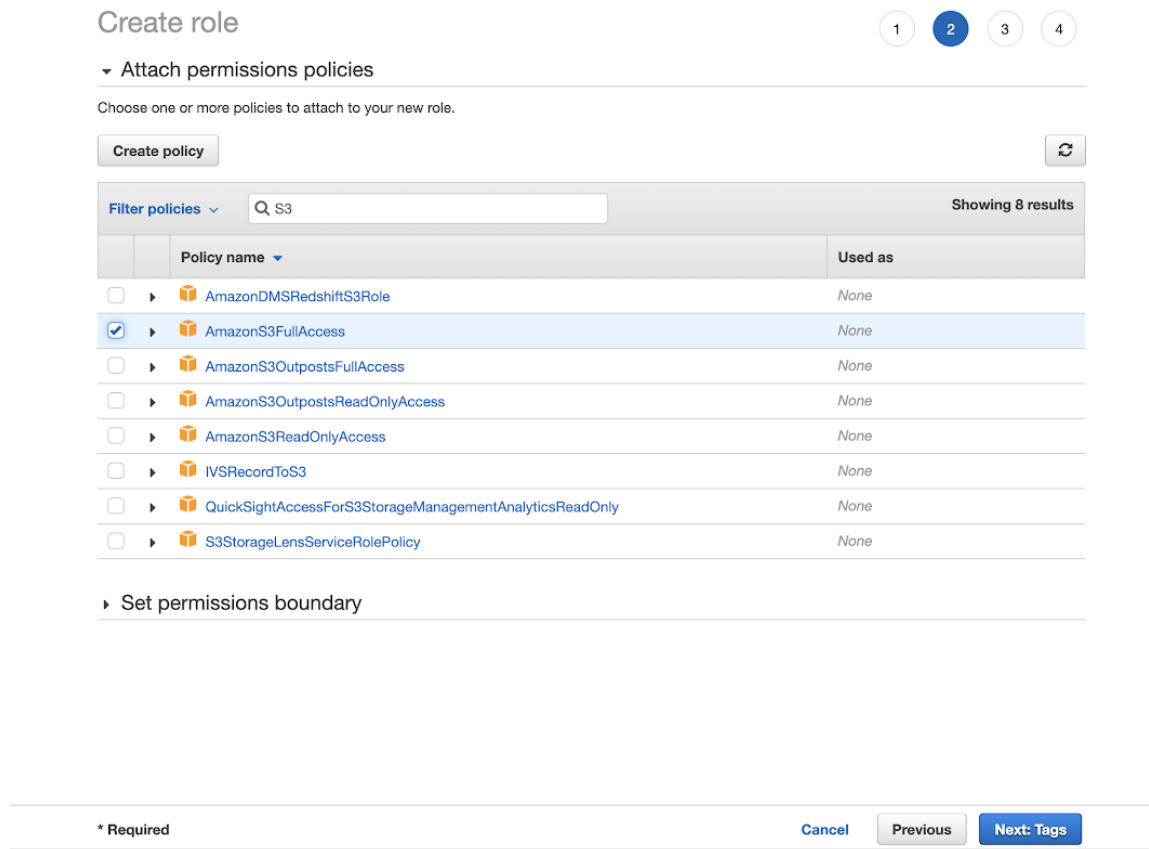 Create role
1 2 3 4
Attach permissions policies
Choose one or more policies to attach to your new role.
Create policy
Filter policies S3 Showing 8 results
Policy name Used as
AmazonDMSRedshiftS3Role None
AmazonS3FullAccess None
AmazonS3OutpostsFullAccess None
AmazonS3OutpostsReadOnlyAccess None
AmazonS3ReadOnlyAccess None
IVSRecordToS3 None
QuickSightAccessForS3StorageManagementAnalyticsReadOnly None
S3StorageLensServiceRolePolicy None
Set permissions boundary
* Required Cancel Previous Next: Tags